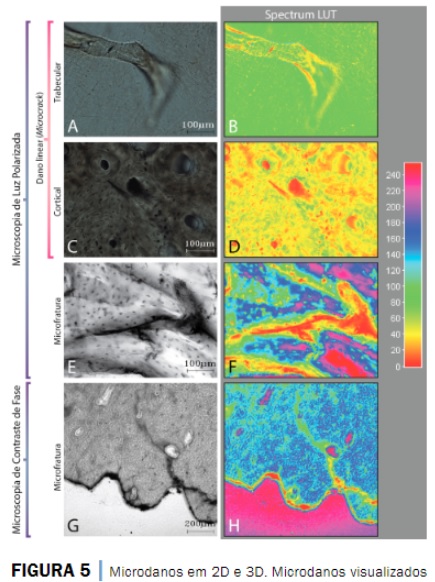 Spectrum LUT
Microscopia de Luz Polarizada
Dano linear (Microcrack)
Trabecular
A
100µm
B
Cortical
C
100µm
D
240
220
200
180
160
140
120
100
80
60
40
20
0
Microfratura
E
100µm
F
Microscopia de Contraste de Fase
Microfratura
G
200µm
H
FIGURA 5 | Microdanos em 2D e 3D. Microdanos visualizados